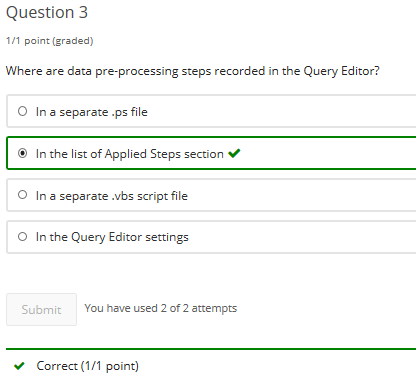 Question 3
1/1 point (graded)
Where are data pre-processing steps recorded in the Query Editor?
In a separate .ps file
In the list of Applied Steps section
In a separate .vbs script file
In the Query Editor settings
Submit You have used 2 of 2 attempts
Correct (1/1 point)